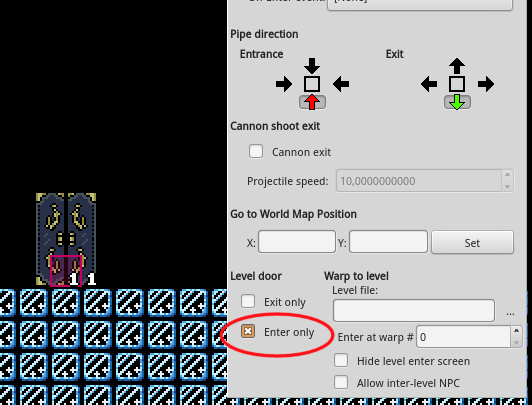 On Enter event: [None]
Pipe direction
Entrance
Exit
Cannon shoot exit
Cannon exit
Projectile speed: 10,0000000000
Go to World Map Position
X: Y: Set
Level door
Warp to level
Exit only
Level file:
...
Enter only
Enter at warp # 0
Hide level enter screen
Allow inter-level NPC
1 1